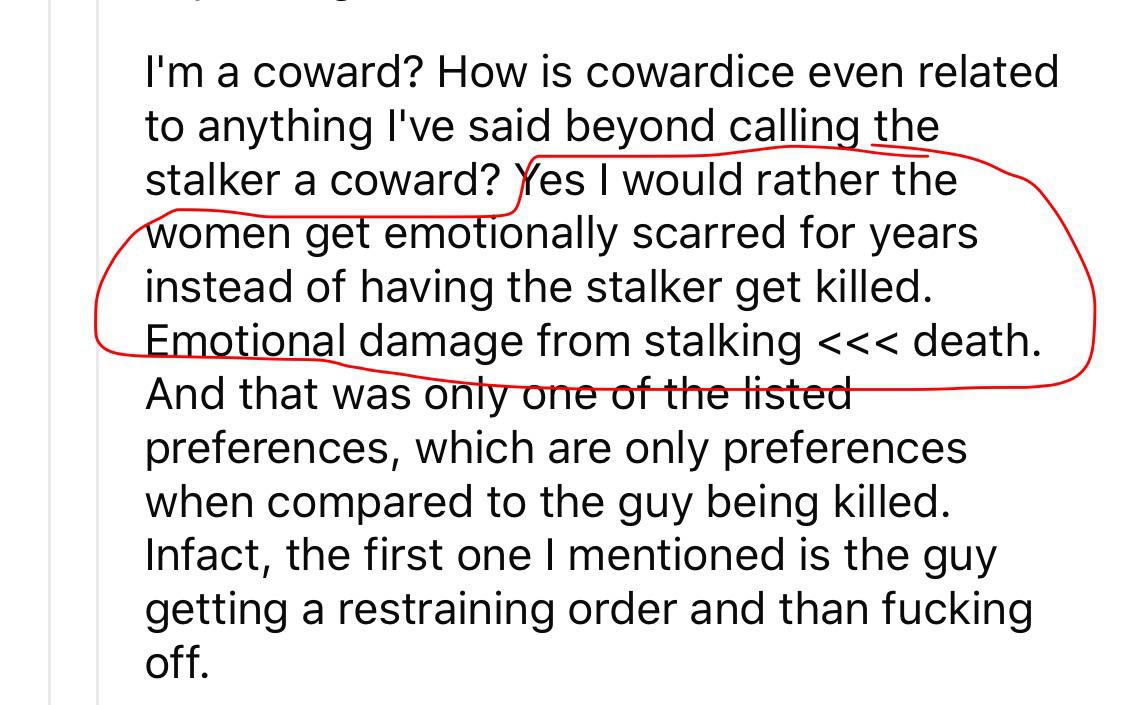 I'm a coward? How is cowardice even related
to anything I've said beyond calling the
stalker a coward? Yes I would rather the
women get emotionally scarred for years
instead of having the stalker get killed.
Emotional damage from stalking <<< death.
And that was only one of the listed
preferences, which are only preferences
when compared to the guy being killed.
Infact, the first one I mentioned is the guy
getting a restraining order and than fucking
off.